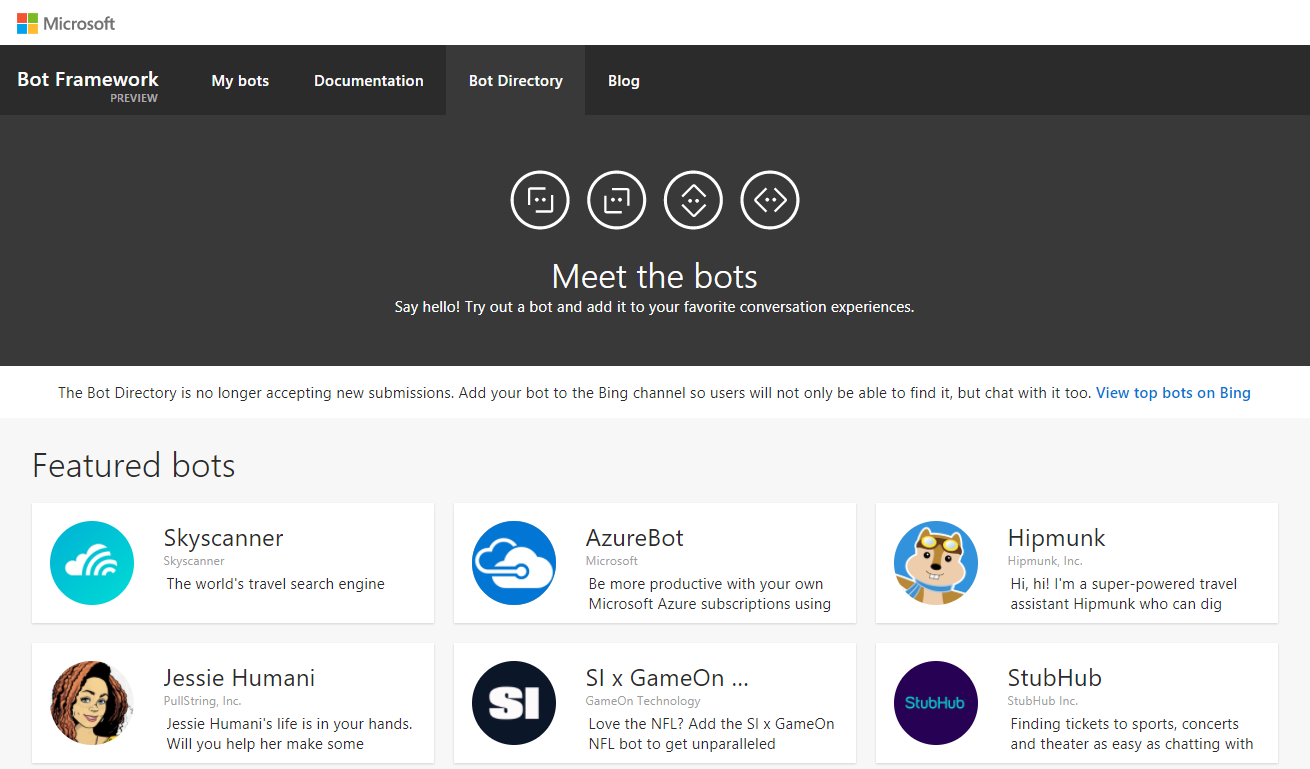 Microsoft
Bot Framework
PREVIEW
My bots
Documentation
Bot Directory
Blog
Meet the bots
Say hello! Try out a bot and add it to your favorite conversation experiences.
The Bot Directory is no longer accepting new submissions. Add your bot to the Bing channel so users will not only be able to find it, but chat with it too. View top bots on Bing
Featured bots
Skyscanner
Skyscanner
The world's travel search engine
AzureBot
Microsoft
Be more productive with your own
Microsoft Azure subscriptions using
Hipmunk
Hipmunk, Inc.
Hi, hi! I'm a super-powered travel
assistant Hipmunk who can dig
Jessie Humani
PullString, Inc.
Jessie Humani's life is in your hands.
Will you help her make some
SI
SI x GameOn ...
GameOn Technology
Love the NFL? Add the SI x GameOn
NFL bot to get unparalleled
StubHub
StubHub
StubHub Inc.
Finding tickets to sports, concerts
and theater as easy as chatting with